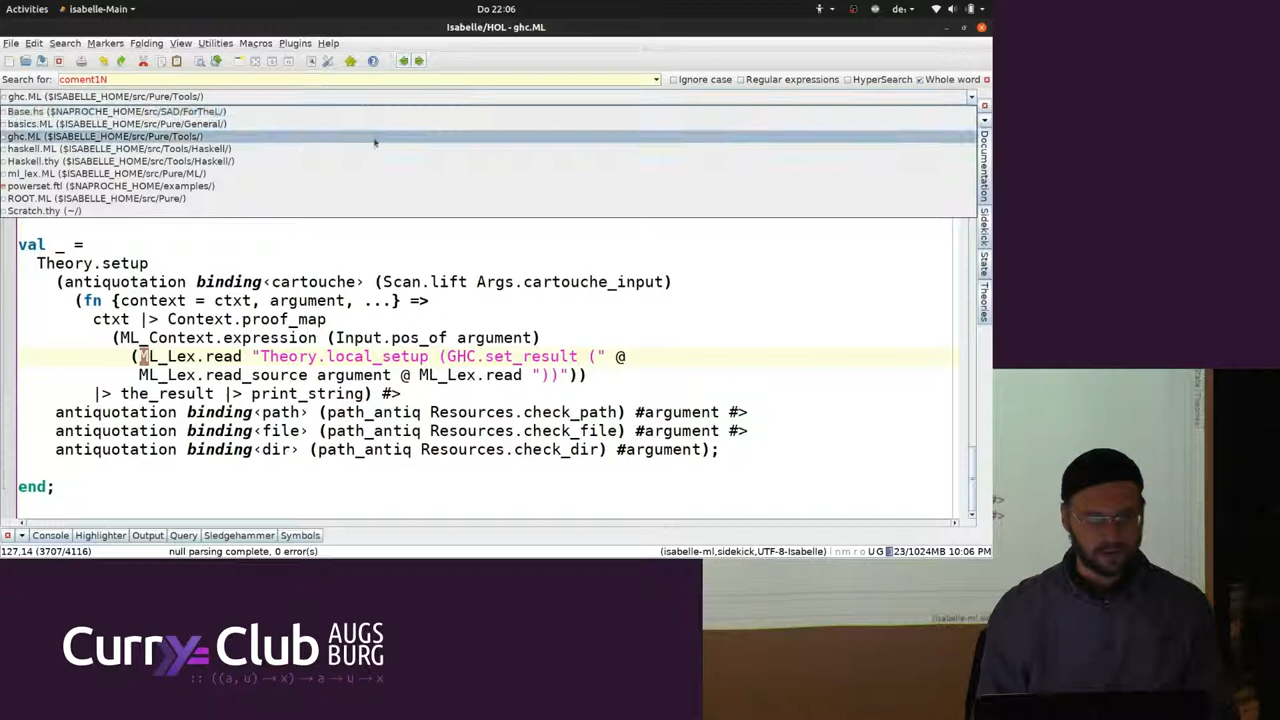 Activities isabelle-Main Do 22:06 de₁
Isabelle/HOL - ghc.ML
File Edit Search Markers Folding View Utilities Macros Plugins Help
Search for: coment1N Ignore case Regular expressions HyperSearch Whole word
ghc.ML ($ISABELLE_HOME/src/Pure/Tools/)
Base.hs ($NAPROCHE_HOME/src/SAD/ForTheL/)
basics.ML ($ISABELLE_HOME/src/Pure/General/)
ghc.ML ($ISABELLE_HOME/src/Pure/Tools/)
haskell.ML ($ISABELLE_HOME/src/Tools/Haskell/)
Haskell.thy ($ISABELLE_HOME/src/Tools/Haskell/)
ml_lex.ML ($ISABELLE_HOME/src/Pure/ML/)
powerset.ftl ($NAPROCHE_HOME/examples/)
ROOT.ML ($ISABELLE_HOME/src/Pure/)
Scratch.thy (~/)
Documentation
Sidekick
State
Theories
val _ =
Theory.setup
(antiquotation binding‹cartouche› (Scan.lift Args.cartouche_input)
(fn {context = ctxt, argument, ...} =>
ctxt |> Context.proof_map
(ML_Context.expression (Input.pos_of argument)
(ML_Lex.read "Theory.local_setup (GHC.set_result (" @
ML_Lex.read_source argument @ ML_Lex.read "))"))
|> the_result |> print_string) #>
antiquotation binding‹path› (path_antiq Resources.check_path) #argument #>
antiquotation binding‹file› (path_antiq Resources.check_file) #argument #>
antiquotation binding‹dir› (path_antiq Resources.check_dir) #argument);
end;
Console Highlighter Output Query Sledgehammer Symbols
127,14 (3707/4116) null parsing complete, 0 error(s) (isabelle-ml,sidekick,UTF-8-Isabelle) n m r o U G 23/1024MB 10:06 PM
Curry Club AUGS
BURG
:: ((a, u) → x) → a → u → x